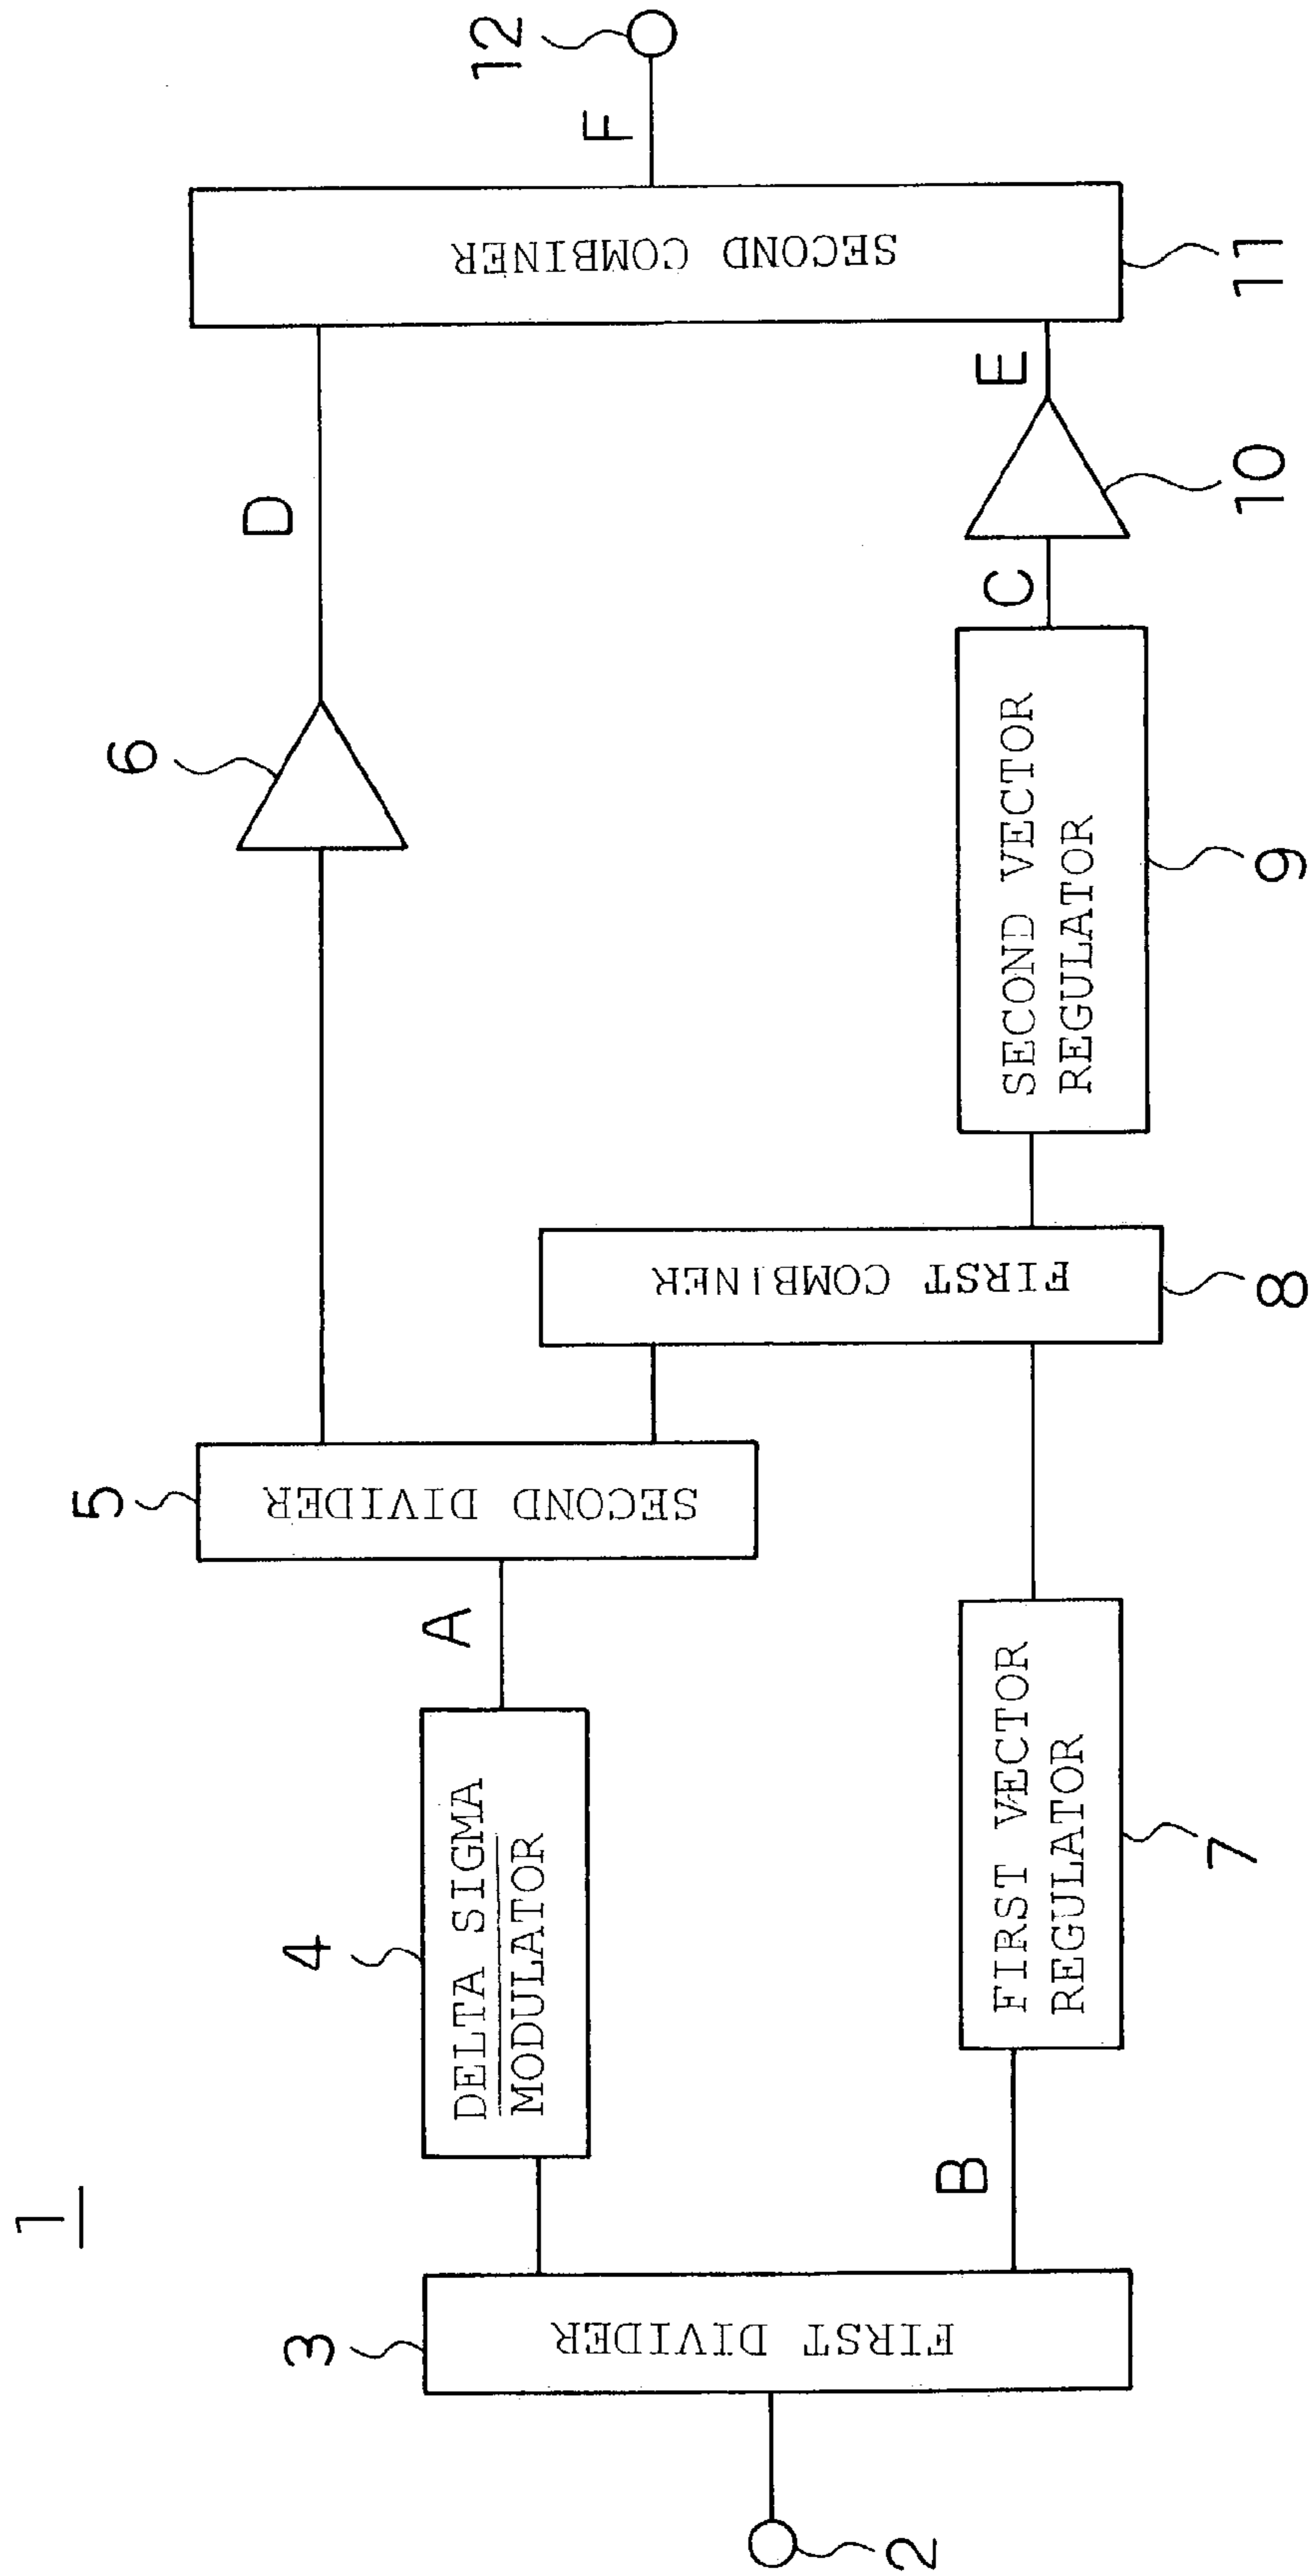 1
2
3
FIRST DIVIDER
4
DELTA SIGMA
MODULATOR
A
B
5
SECOND DIVIDER
6
7
FIRST VECTOR
REGULATOR
8
FIRST COMBINER
9
SECOND VECTOR
REGULATOR
C
10
D
E
11
SECOND COMBINER
F
12